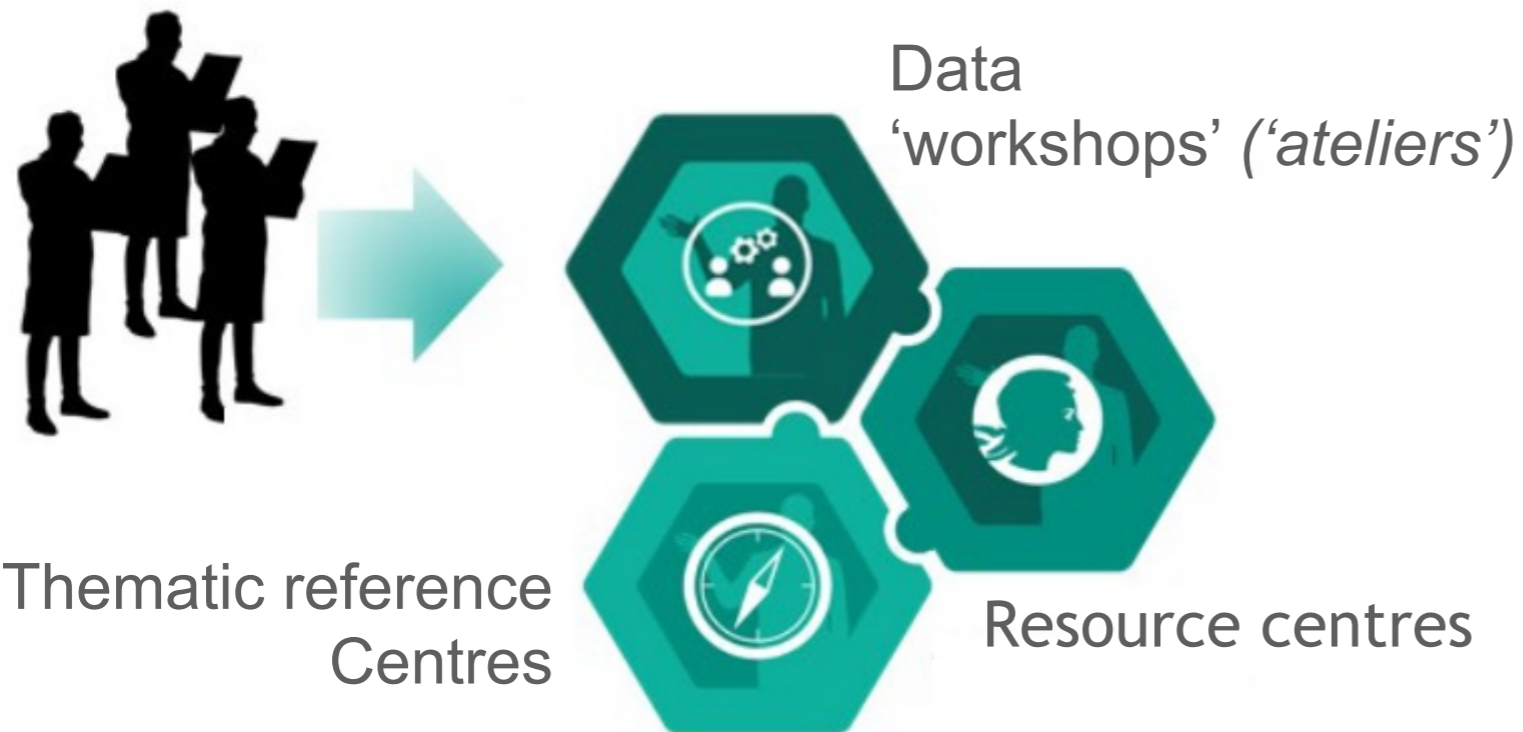 Data
‘workshops’ (‘ateliers’)
Thematic reference
Centres
Resource centres